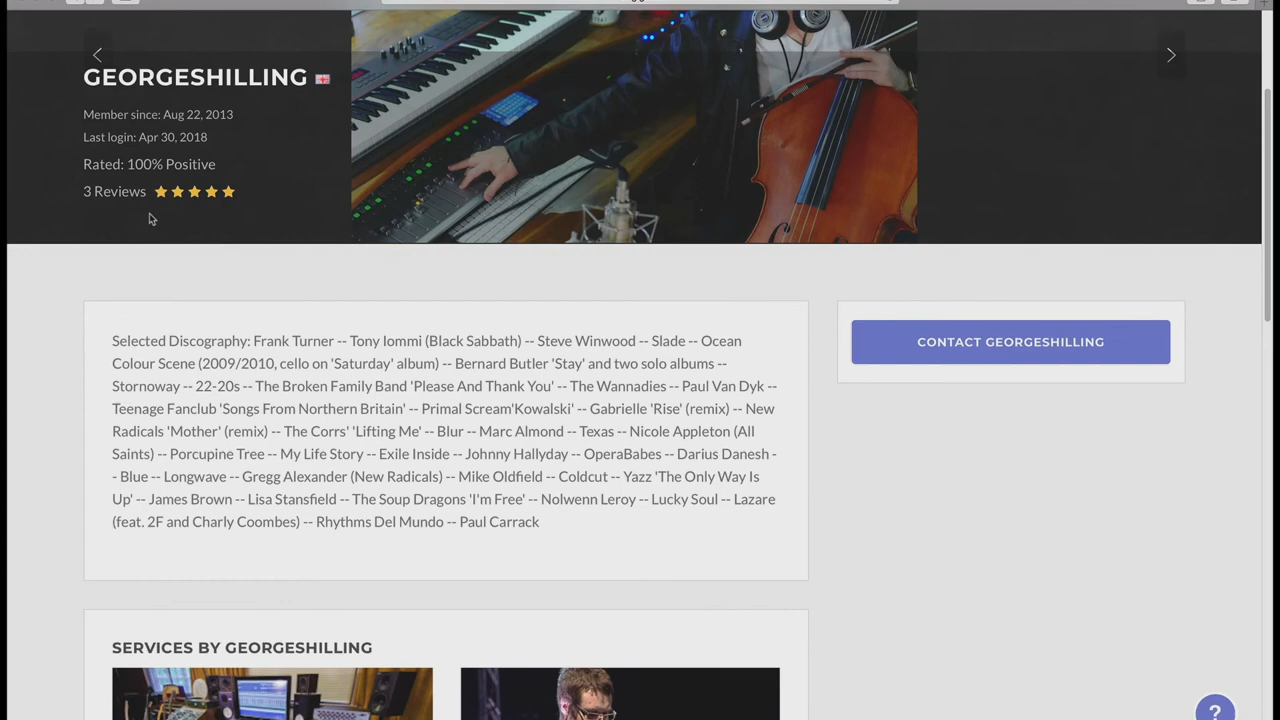 GEORGESHILLING
Member since: Aug 22, 2013
Last login: Apr 30, 2018
Rated: 100% Positive
3 Reviews
Selected Discography: Frank Turner -- Tony Iommi (Black Sabbath) -- Steve Winwood -- Slade -- Ocean
Colour Scene (2009/2010, cello on 'Saturday' album) -- Bernard Butler 'Stay' and two solo albums --
Stornoway -- 22-20s -- The Broken Family Band 'Please And Thank You' -- The Wannadies -- Paul Van Dyk --
Teenage Fanclub 'Songs From Northern Britain' -- Primal Scream'Kowalski' -- Gabrielle 'Rise' (remix) -- New
Radicals 'Mother' (remix) -- The Corrs' 'Lifting Me' -- Blur -- Marc Almond -- Texas -- Nicole Appleton (All
Saints) -- Porcupine Tree -- My Life Story -- Exile Inside -- Johnny Hallyday -- OperaBabes -- Darius Danesh -
- Blue -- Longwave -- Gregg Alexander (New Radicals) -- Mike Oldfield -- Coldcut -- Yazz 'The Only Way Is
Up' -- James Brown -- Lisa Stansfield -- The Soup Dragons 'I'm Free' -- Nolwenn Leroy -- Lucky Soul -- Lazare
(feat. 2F and Charly Coombes) -- Rhythms Del Mundo -- Paul Carrack
CONTACT GEORGESHILLING
SERVICES BY GEORGESHILLING
?